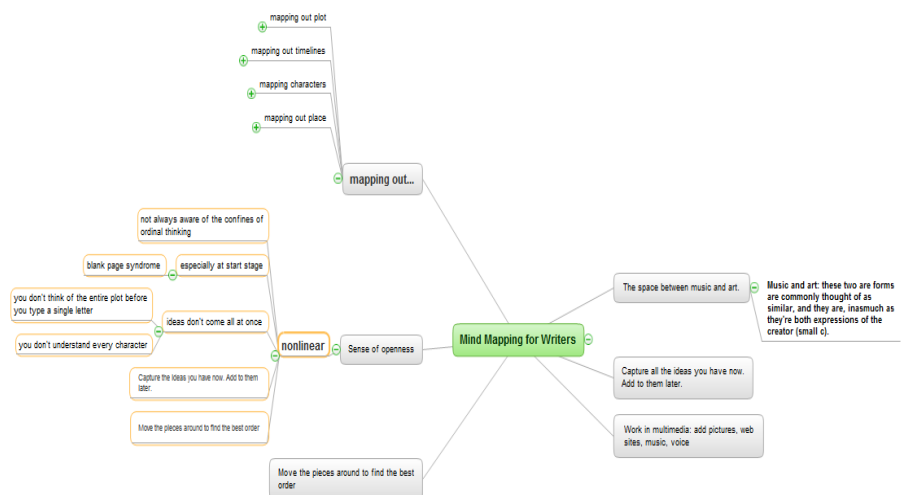 mapping out plot
mapping out timelines
mapping characters
mapping out place
mapping out...
not always aware of the confines of
ordinal thinking
blank page syndrome
especially at start stage
you don't think of the entire plot before
you type a single letter
ideas don't come all at once
you don't understand every character
nonlinear
Sense of openness
Capture the ideas you have now. Add to them
later.
Move the pieces around to find the best order
Move the pieces around to find the best
order
Mind Mapping for Writers
The space between music and art.
Music and art: these two are forms
are commonly thought of as
similar, and they are, inasmuch as
they're both expressions of the
creator (small c).
Capture all the ideas you have now.
Add to them later.
Work in multimedia: add pictures, web
sites, music, voice